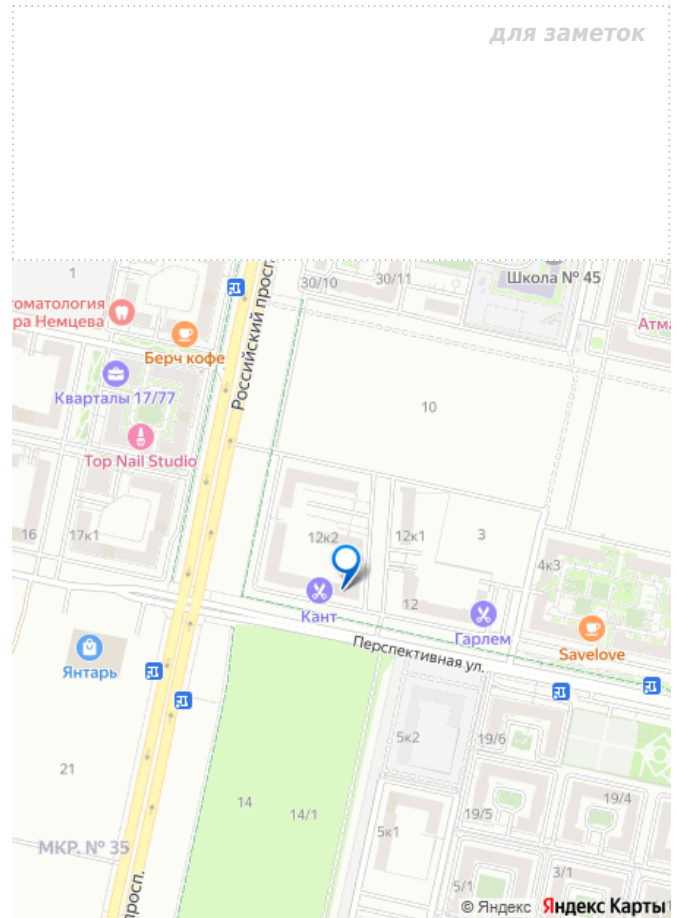 для заметок
1
Российский просп.
30/10
30/11
Школа № 45
томатология
ра Немцева
Берч кофе
Атма
Кварталы 17/77
10
Top Nail Studio
16
17к1
12к2
12к1
3
4к3
Кант
12
Гарлем
Savelove
Перспективная ул.
Янтарь
5к2
19/6
21
14
14/1
19/5
19/4
5к1
МКР. № 35
просп.
5/1
3/1
© Яндекс Яндекс Карты